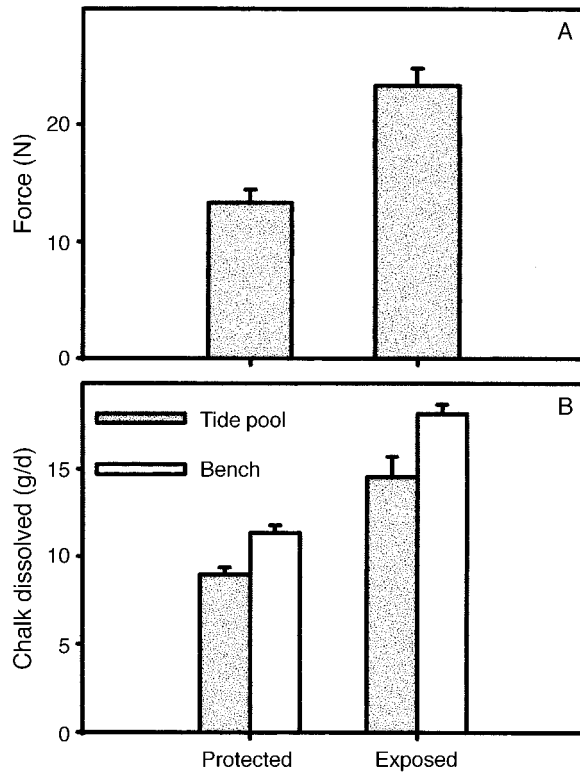 A
Force (N)
20
10
0
B
Chalk dissolved (g/d)
Tide pool
Bench
15
10
5
0
Protected Exposed